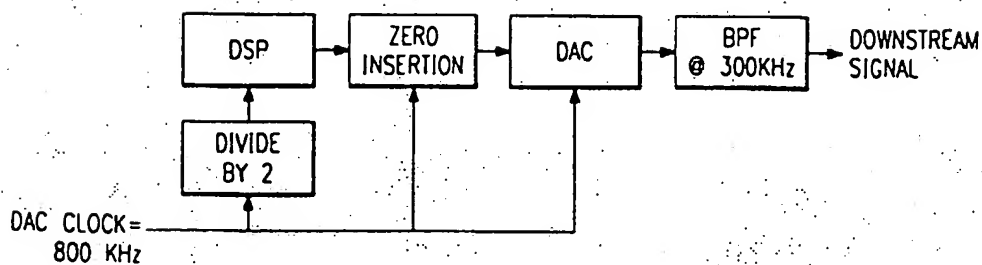 DSP
ZERO
INSERTION
DAC
BPF
@ 300KHz
DOWNSTREAM
SIGNAL
DIVIDE
BY 2
DAC CLOCK=
800 KHz